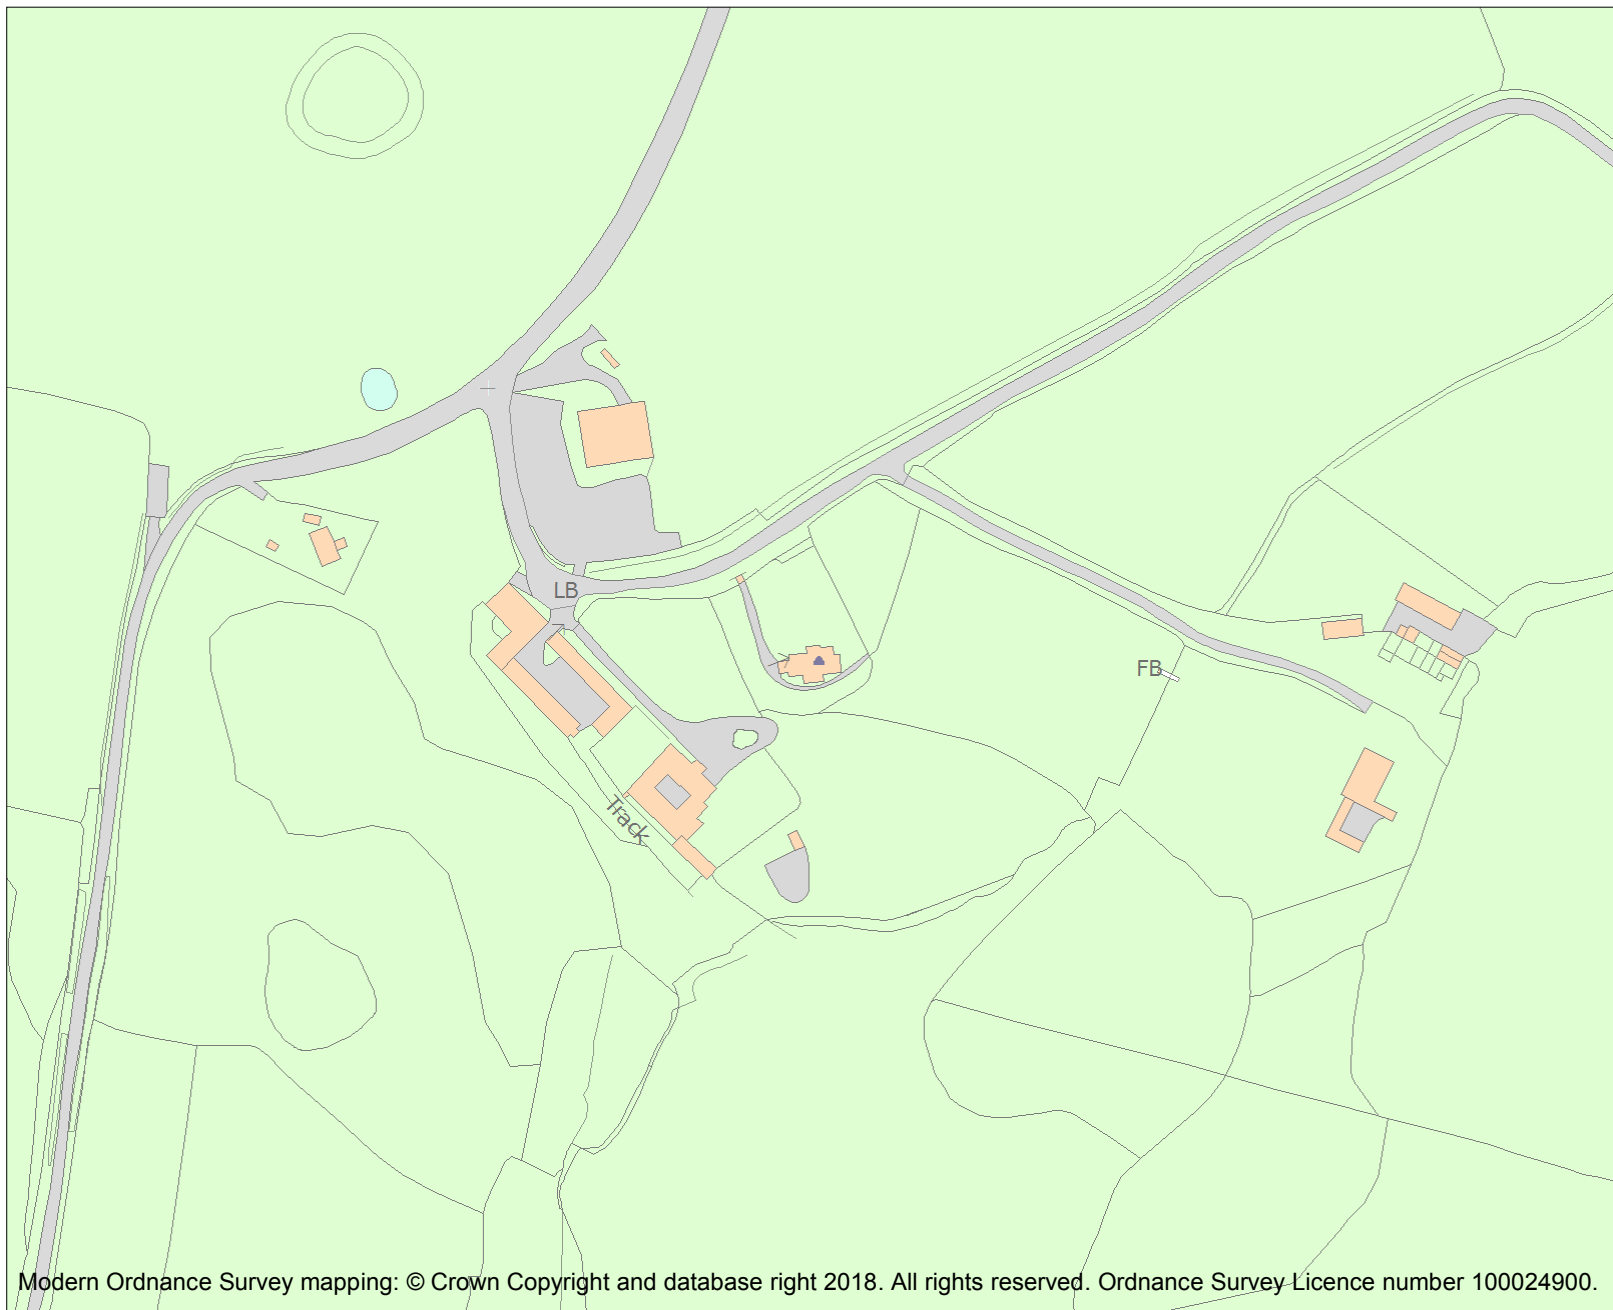 LB
FB
Track
Modern Ordnance Survey mapping: © Crown Copyright and database right 2018. All rights reserved. Ordnance Survey Licence number 100024900.